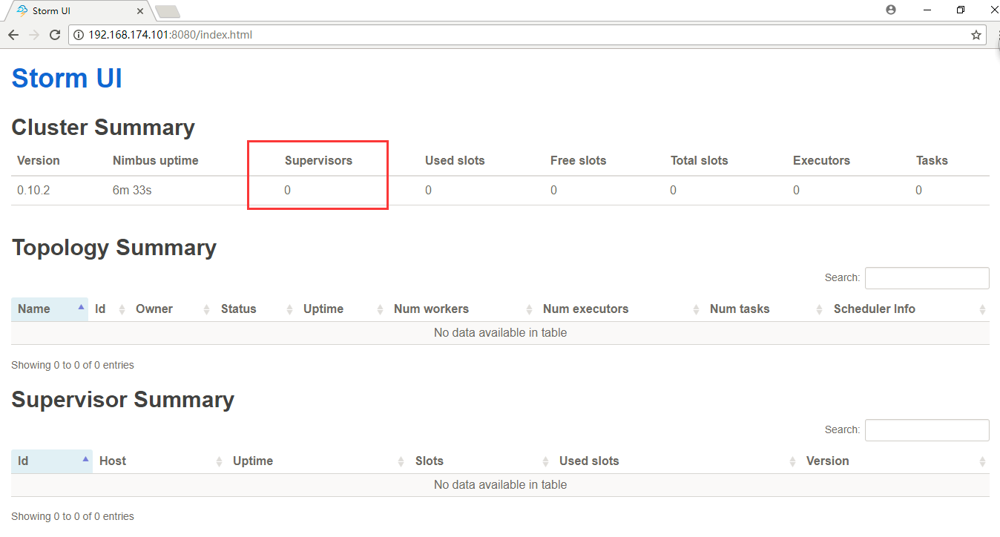 Storm UI
192.168.174.101:8080/index.html
Storm UI
Cluster Summary
Version Nimbus uptime Supervisors Used slots Free slots Total slots Executors Tasks
0.10.2 6m 33s 0 0 0 0 0 0
Topology Summary
Search:
Name Id Owner Status Uptime Num workers Num executors Num tasks Scheduler Info
No data available in table
Showing 0 to 0 of 0 entries
Supervisor Summary
Search:
Id Host Uptime Slots Used slots Version
No data available in table
Showing 0 to 0 of 0 entries